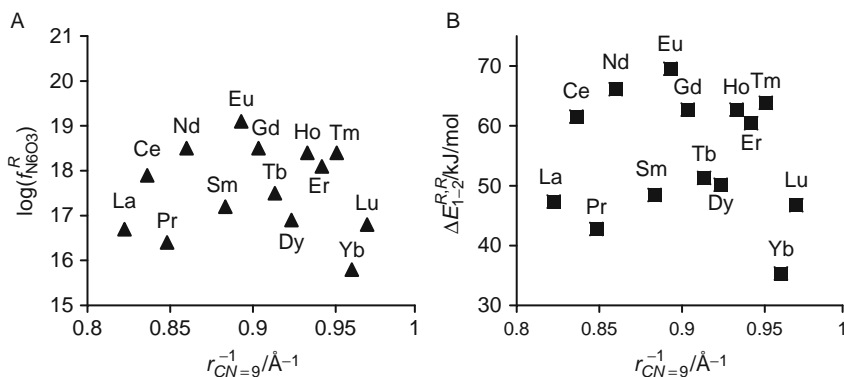 A
log(f^R_N6O3)
21
20
19
18
17
16
15
0.8 0.85 0.9 0.95 1
r^−1_CN=9/Å−1
La Ce Pr Nd Sm Eu Gd Tb Dy Ho Er Tm Yb Lu
B
ΔE^R,R_1–2/kJ/mol
70
60
50
40
30
0.8 0.85 0.9 0.95 1
r^−1_CN=9/Å−1
La Ce Pr Nd Sm Eu Gd Tb Dy Ho Er Tm Yb Lu